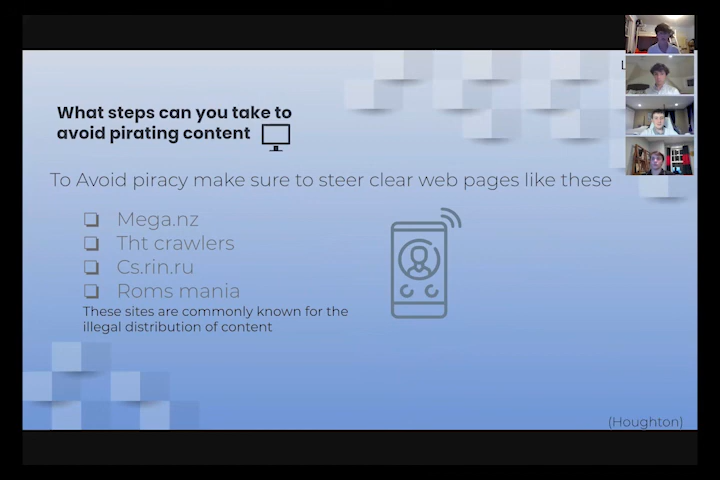 What steps can you take to
avoid pirating content
To Avoid piracy make sure to steer clear web pages like these
Mega.nz
Tht crawlers
Cs.rin.ru
Roms mania
These sites are commonly known for the
illegal distribution of content
(Houghton)